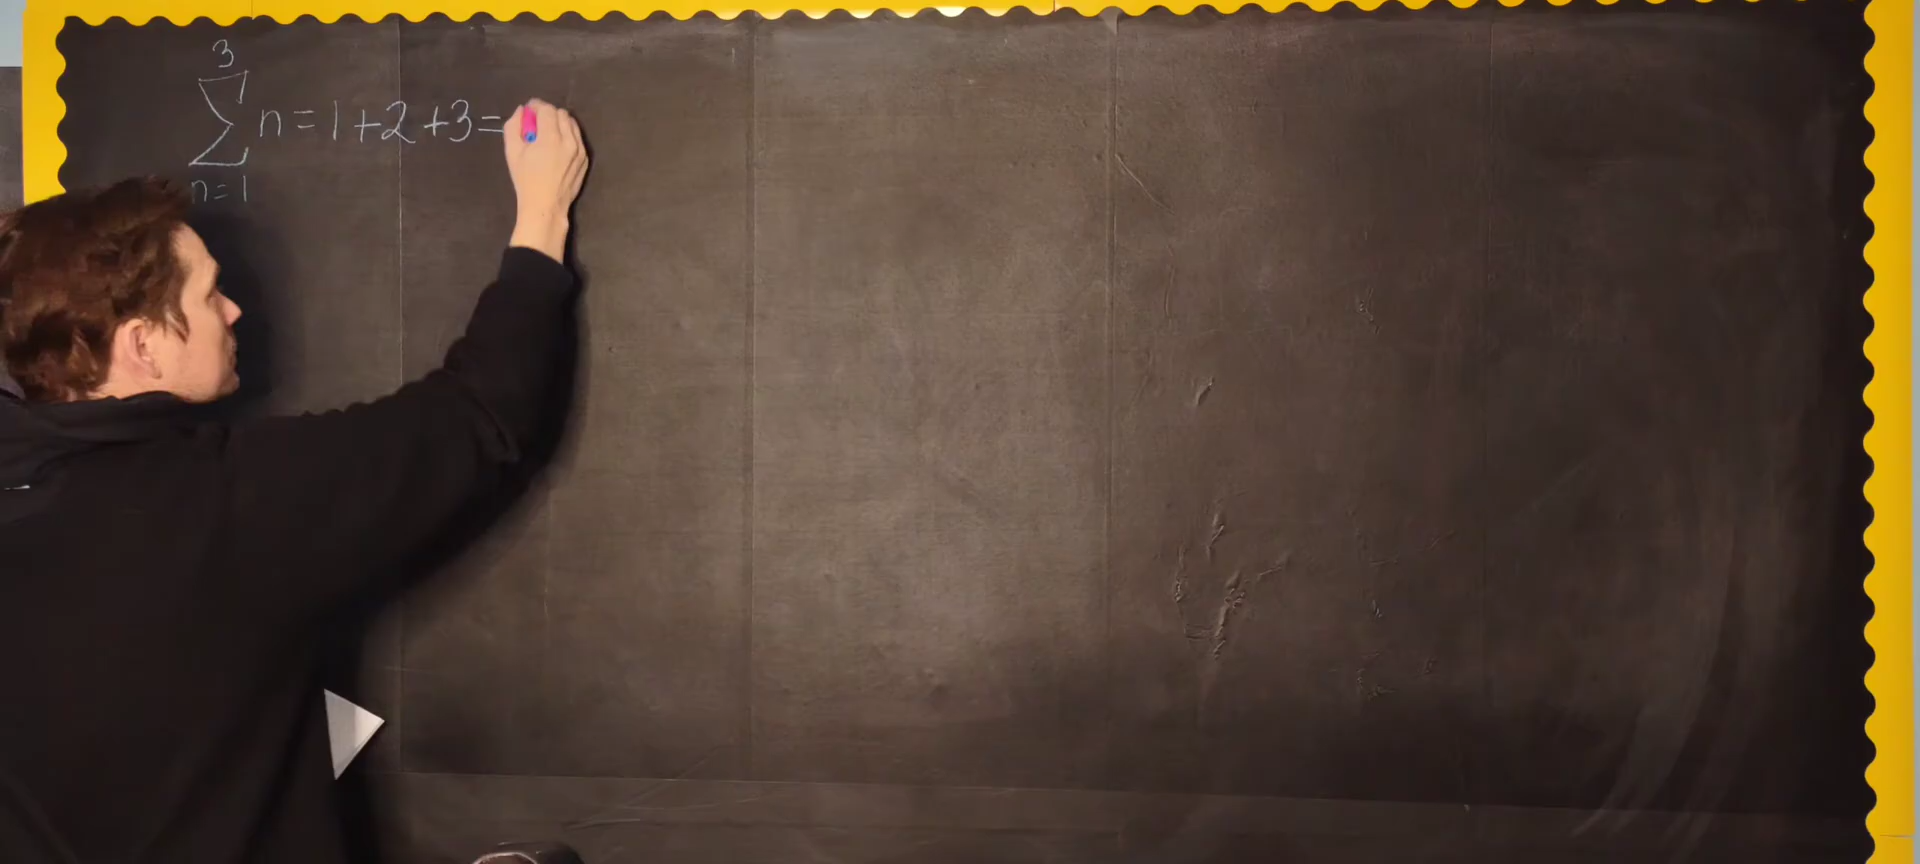 3
∑ n = 1 + 2 + 3 =
n = 1